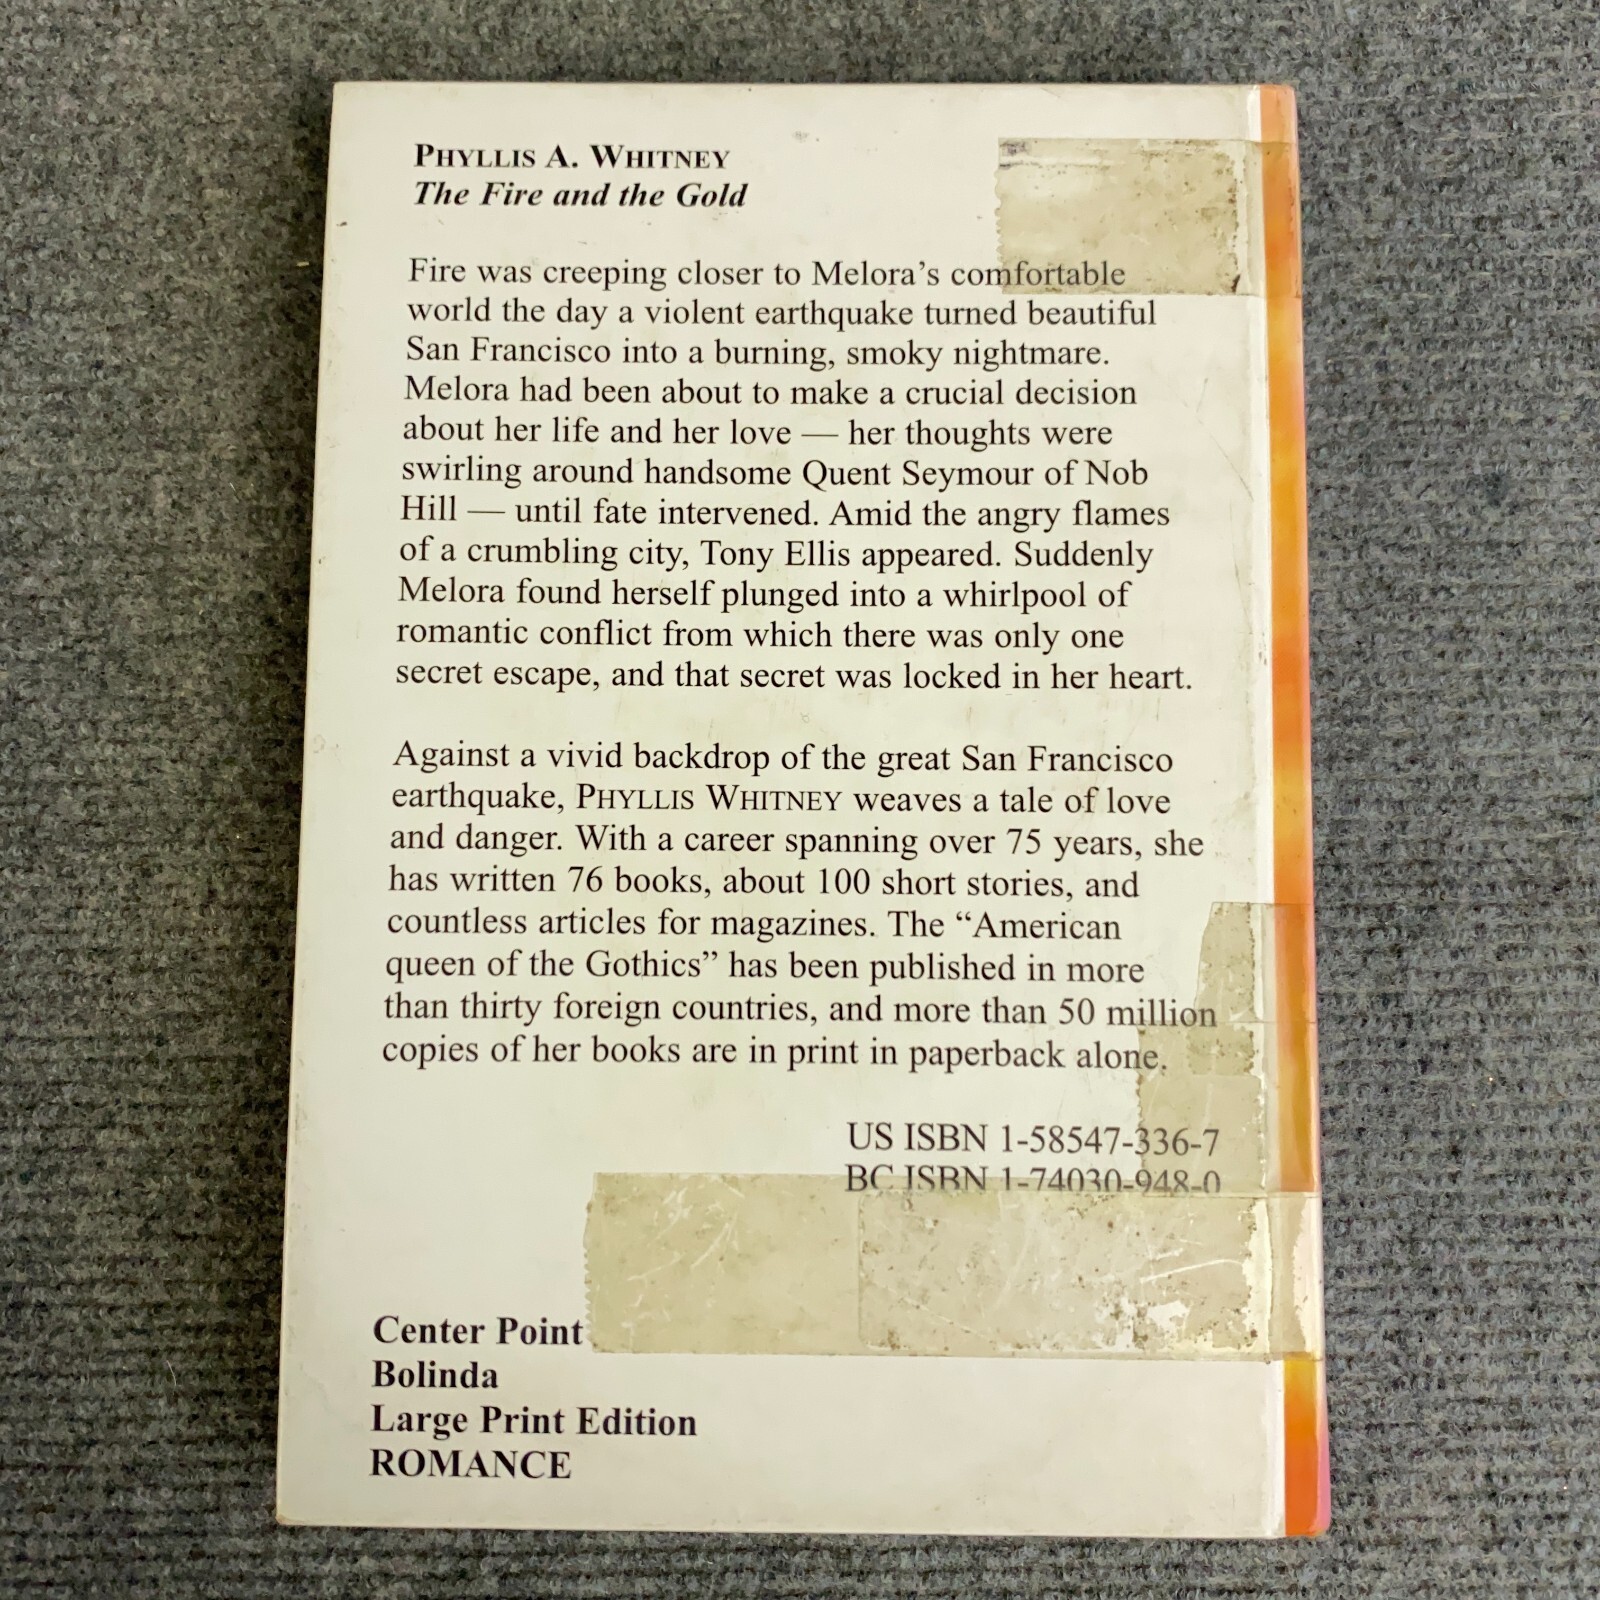 PHYLLIS A. WHITNEY
The Fire and the Gold
Fire was creeping closer to Melora's comfortable
world the day a violent earthquake turned beautiful
San Francisco into a burning, smoky nightmare.
Melora had been about to make a crucial decision
about her life and her love — her thoughts were
swirling around handsome Quent Seymour of Nob
Hill — until fate intervened. Amid the angry flames
of a crumbling city, Tony Ellis appeared. Suddenly
Melora found herself plunged into a whirlpool of
romantic conflict from which there was only one
secret escape, and that secret was locked in her heart.
Against a vivid backdrop of the great San Francisco
earthquake, PHYLLIS WHITNEY weaves a tale of love
and danger. With a career spanning over 75 years, she
has written 76 books, about 100 short stories, and
countless articles for magazines. The “American
queen of the Gothics” has been published in more
than thirty foreign countries, and more than 50 million
copies of her books are in print in paperback alone.
US ISBN 1-58547-336-7
BC ISBN 1-74030-948-0
Center Point
Bolinda
Large Print Edition
ROMANCE